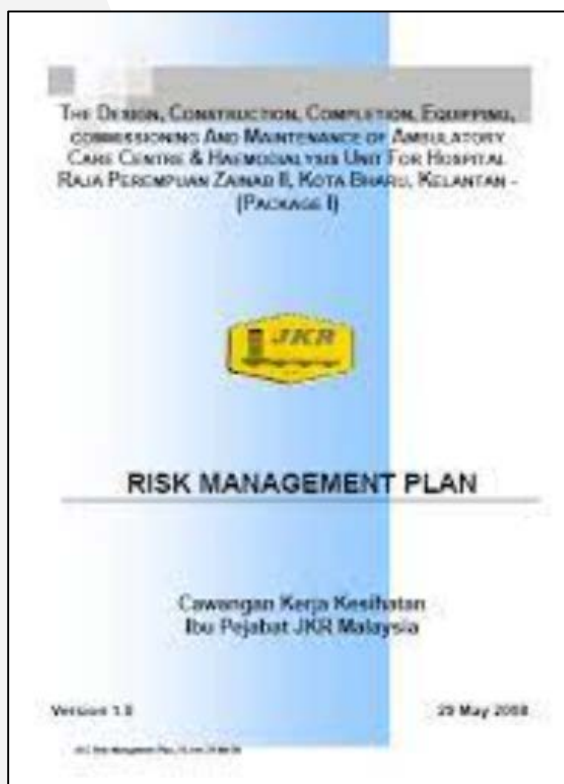 THE DESIGN, CONSTRUCTION, COMPLETION, EQUIPPING,
COMMISSIONING AND MAINTENANCE OF AMBULATORY
CARE CENTRE & HAEMODIALYSIS UNIT FOR HOSPITAL
RAJA PEREMPUAN ZAINAB II, KOTA BHARU, KELANTAN -
(PACKAGE I)
JKR
RISK MANAGEMENT PLAN
Cawangan Kerja Kesihatan
Ibu Pejabat JKR Malaysia
Version 1.0
29 May 2008